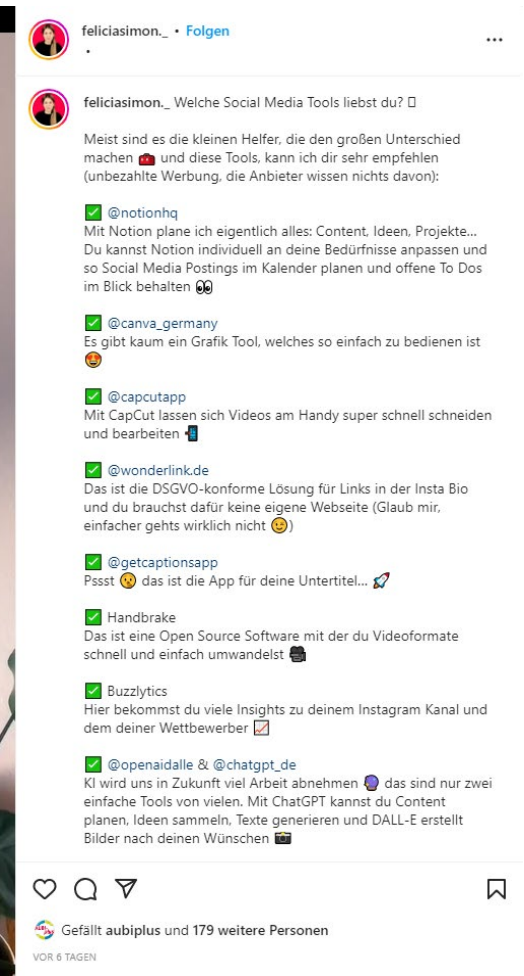 feliciasimon._ • Folgen
feliciasimon._ Welche Social Media Tools liebst du?
Meist sind es die kleinen Helfer, die den großen Unterschied
machen 🧰 und diese Tools, kann ich dir sehr empfehlen
(unbezahlte Werbung, die Anbieter wissen nichts davon):
✅ @notionhq
Mit Notion plane ich eigentlich alles: Content, Ideen, Projekte...
Du kannst Notion individuell an deine Bedürfnisse anpassen und
so Social Media Postings im Kalender planen und offene To Dos
im Blick behalten 👀
✅ @canva_germany
Es gibt kaum ein Grafik Tool, welches so einfach zu bedienen ist
😍
✅ @capcutapp
Mit CapCut lassen sich Videos am Handy super schnell schneiden
und bearbeiten 📲
✅ @wonderlink.de
Das ist die DSGVO-konforme Lösung für Links in der Insta Bio
und du brauchst dafür keine eigene Webseite (Glaub mir,
einfacher gehts wirklich nicht 😉)
✅ @getcaptionsapp
Pssst 🤫 das ist die App für deine Untertitel... 🚀
✅ Handbrake
Das ist eine Open Source Software mit der du Videoformate
schnell und einfach umwandelst 🎥
✅ Buzzlytics
Hier bekommst du viele Insights zu deinem Instagram Kanal und
dem deiner Wettbewerber 📈
✅ @openaidalle & @chatgpt_de
KI wird uns in Zukunft viel Arbeit abnehmen 🔮 das sind nur zwei
einfache Tools von vielen. Mit ChatGPT kannst du Content
planen, Ideen sammeln, Texte generieren und DALL-E erstellt
Bilder nach deinen Wünschen 📸
Gefällt aubiplus und 179 weitere Personen
VOR 6 TAGEN